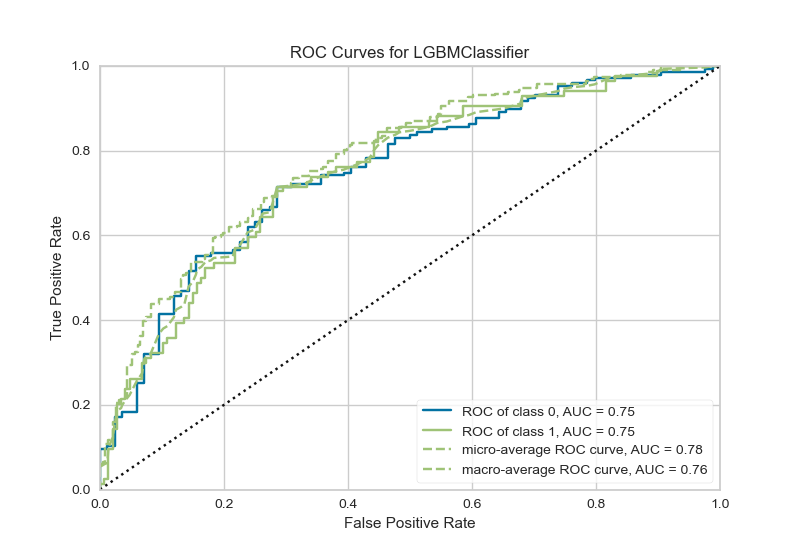 ROC Curves for LGBMClassifier
True Positive Rate
1.0
0.8
0.6
0.4
0.2
0.0
ROC of class 0, AUC = 0.75
ROC of class 1, AUC = 0.75
micro-average ROC curve, AUC = 0.78
macro-average ROC curve, AUC = 0.76
0.0 0.2 0.4 0.6 0.8 1.0
False Positive Rate